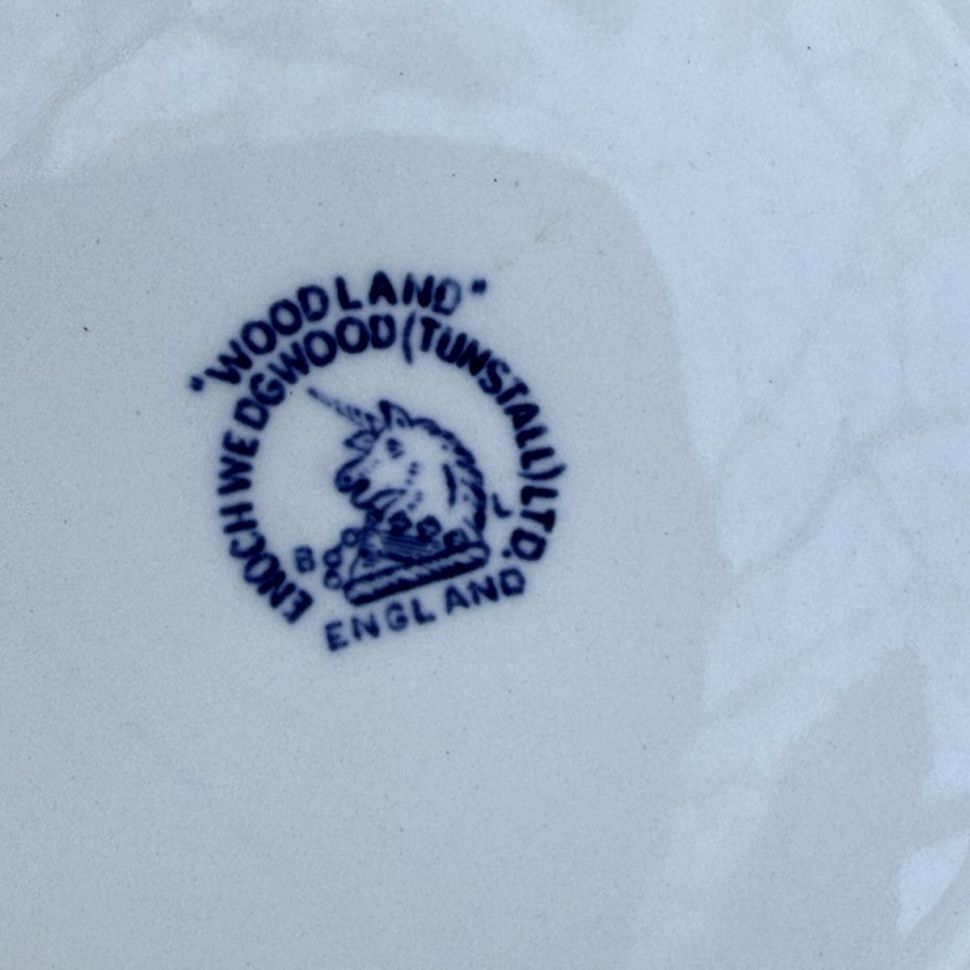 "WOODLAND"
ENOCH WEDGWOOD (TUNSTALL) LTD.
B L
ENGLAND